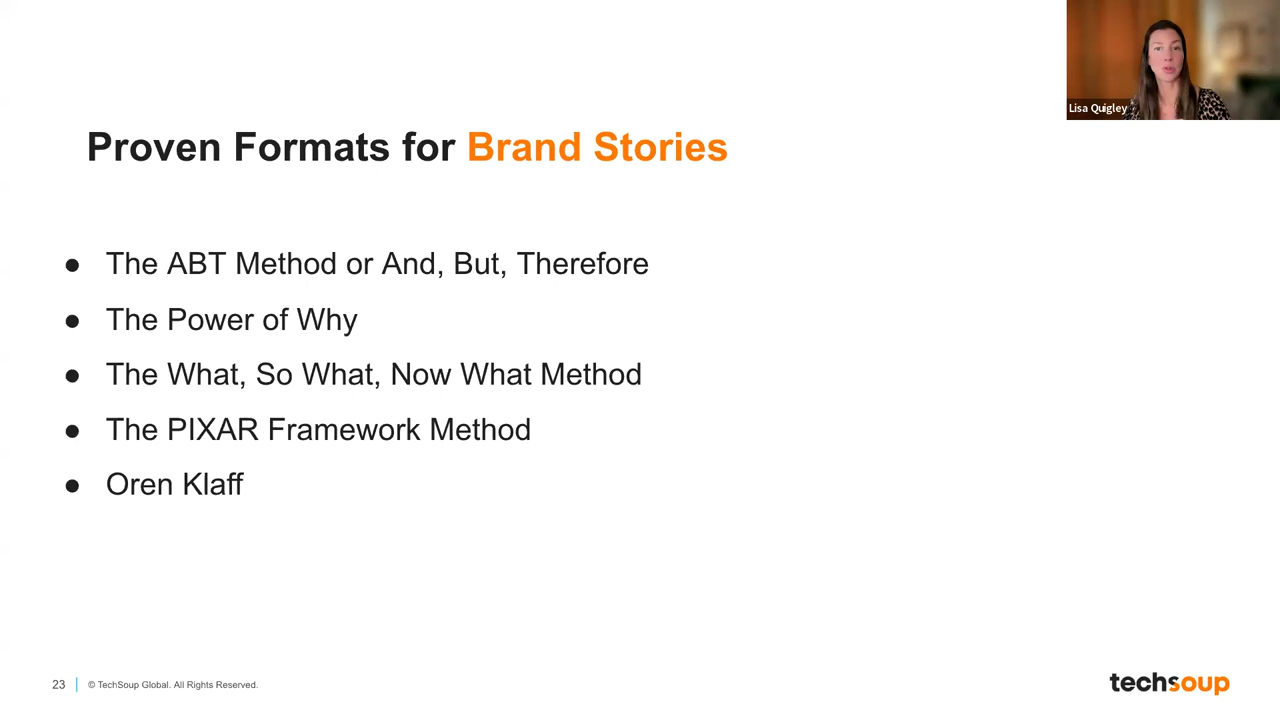 Lisa Quigley
Proven Formats for Brand Stories
● The ABT Method or And, But, Therefore
● The Power of Why
● The What, So What, Now What Method
● The PIXAR Framework Method
● Oren Klaff
23 | © TechSoup Global. All Rights Reserved.
techsoup